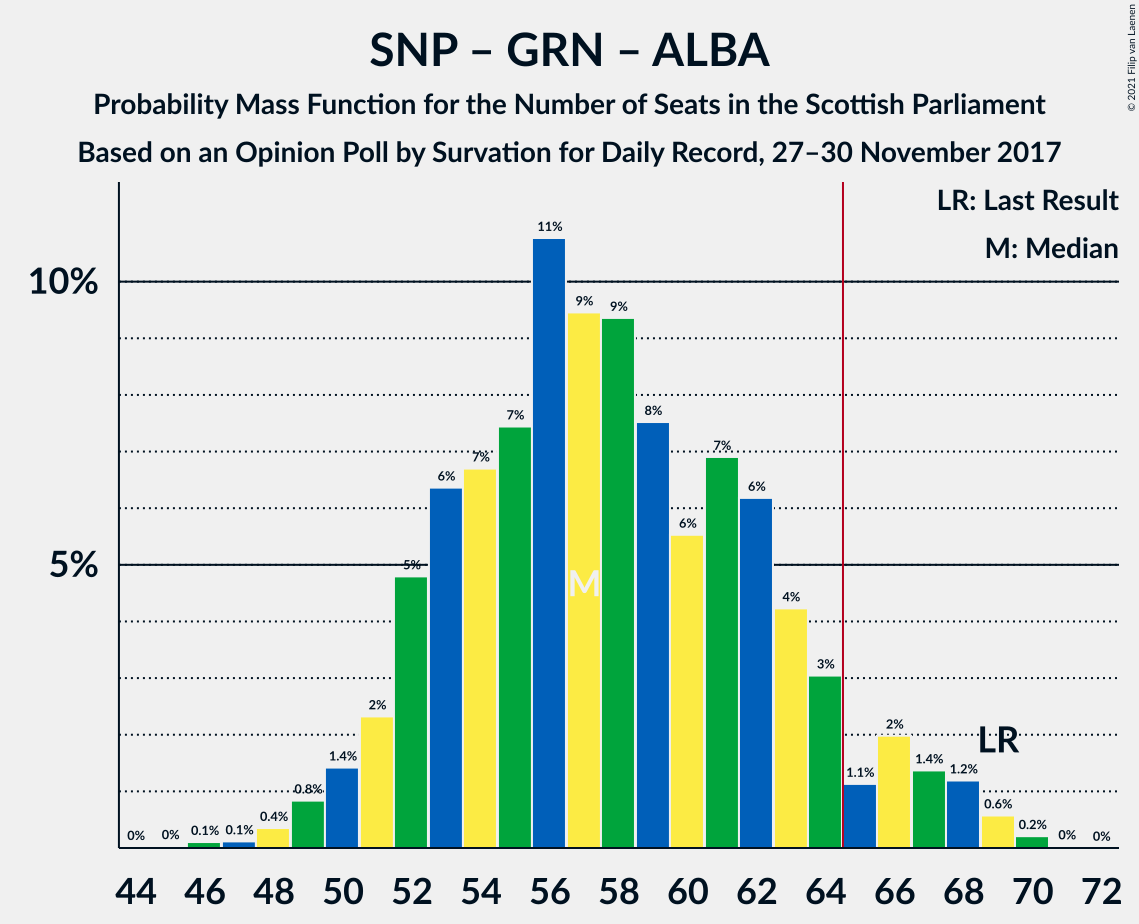 SNP – GRN – ALBA
Probability Mass Function for the Number of Seats in the Scottish Parliament
Based on an Opinion Poll by Survation for Daily Record, 27–30 November 2017
© 2021 Filip van Laenen
LR: Last Result
M: Median
10%
5%
0% 0% 0.1% 0.1% 0.4% 0.8% 1.4% 2% 5% 6% 7% 7% 11% 9% 9% 8% 6% 7% 6% 4% 3% 1.1% 2% 1.4% 1.2% 0.6% 0.2% 0% 0%
M
LR
44 46 48 50 52 54 56 58 60 62 64 66 68 70 72